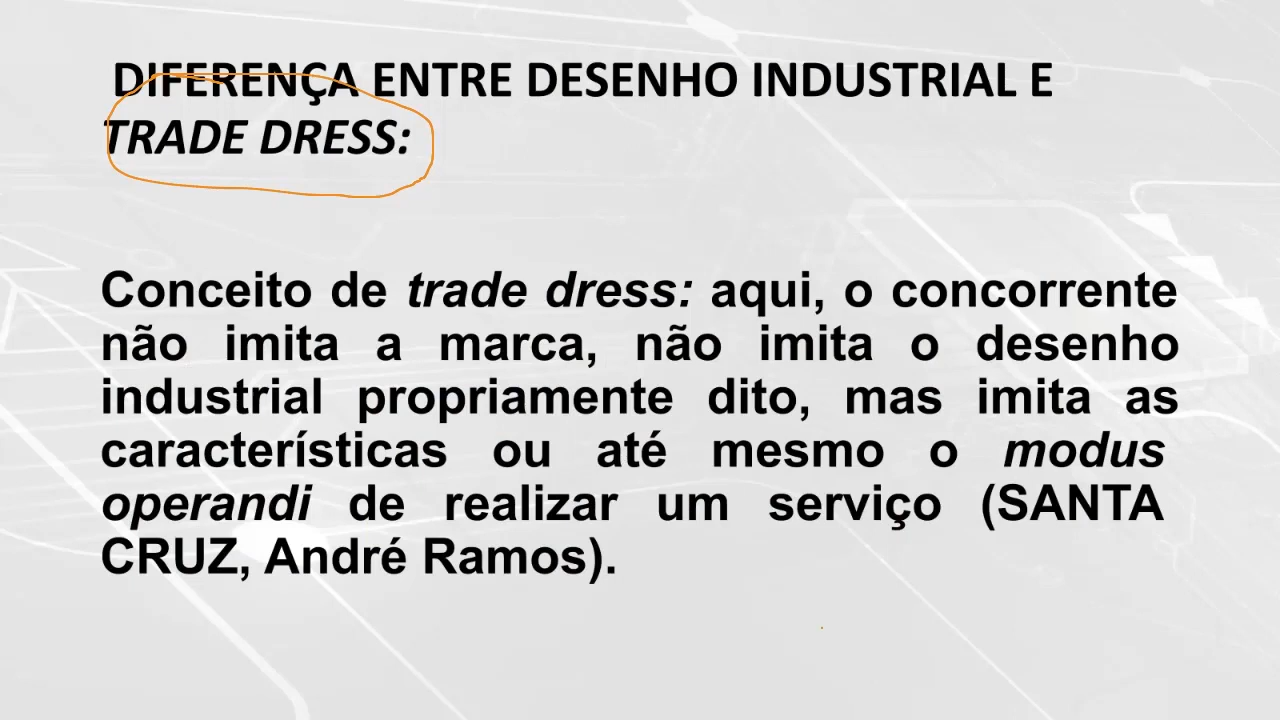 DIFERENÇA ENTRE DESENHO INDUSTRIAL E
TRADE DRESS:
Conceito de trade dress: aqui, o concorrente
não imita a marca, não imita o desenho
industrial propriamente dito, mas imita as
características ou até mesmo o modus
operandi de realizar um serviço (SANTA
CRUZ, André Ramos).